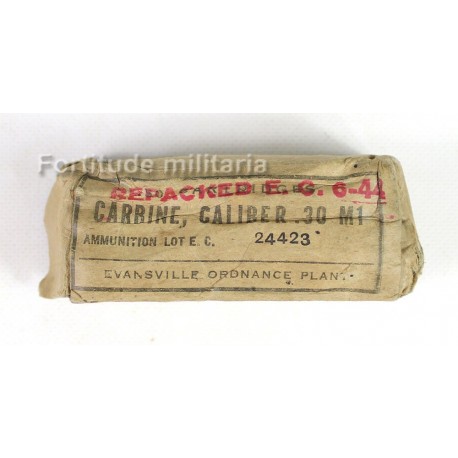 Fortitude militaria
REPACKED E. C. 6-44
CARBINE, CALIBER .30 M1
AMMUNITION LOT E. C. 24423
EVANSVILLE ORDNANCE PLANT